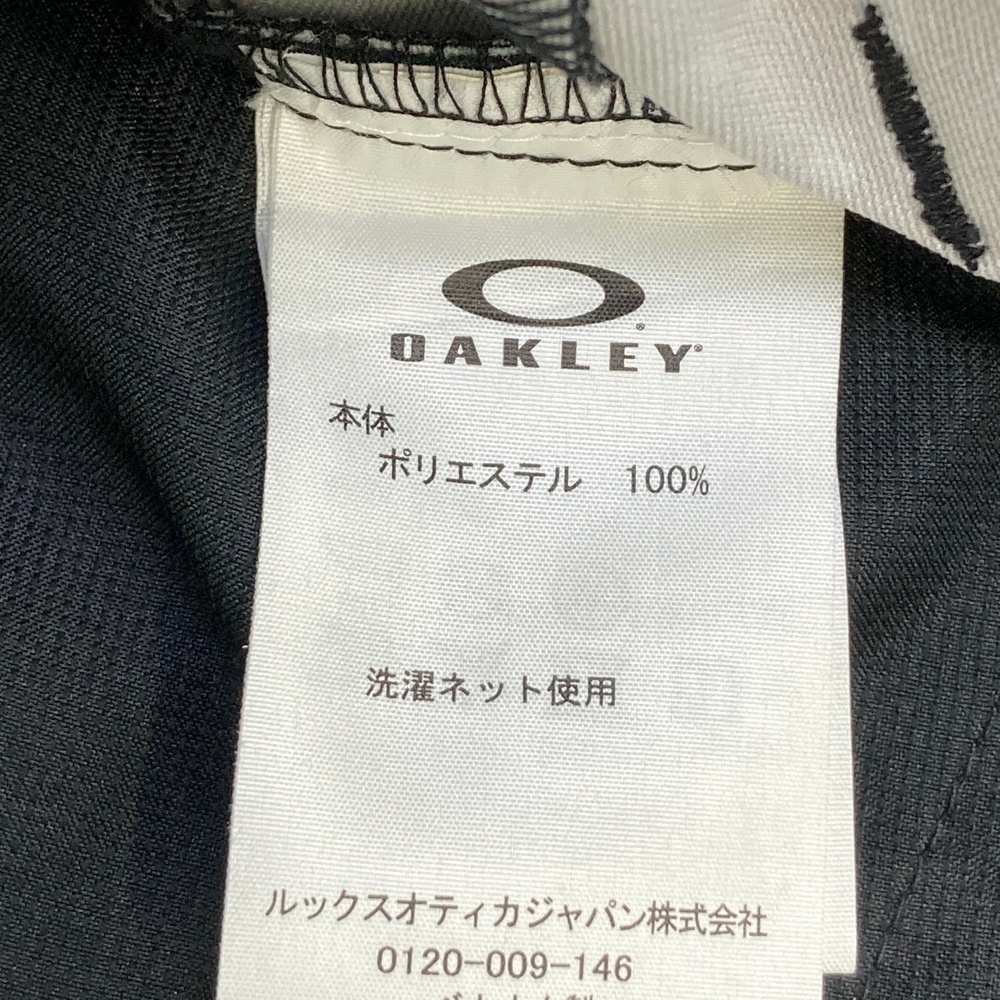 OAKLEY
本体
ポリエステル 100%
洗濯ネット使用
ルックスオティカジャパン株式会社
0120-009-146